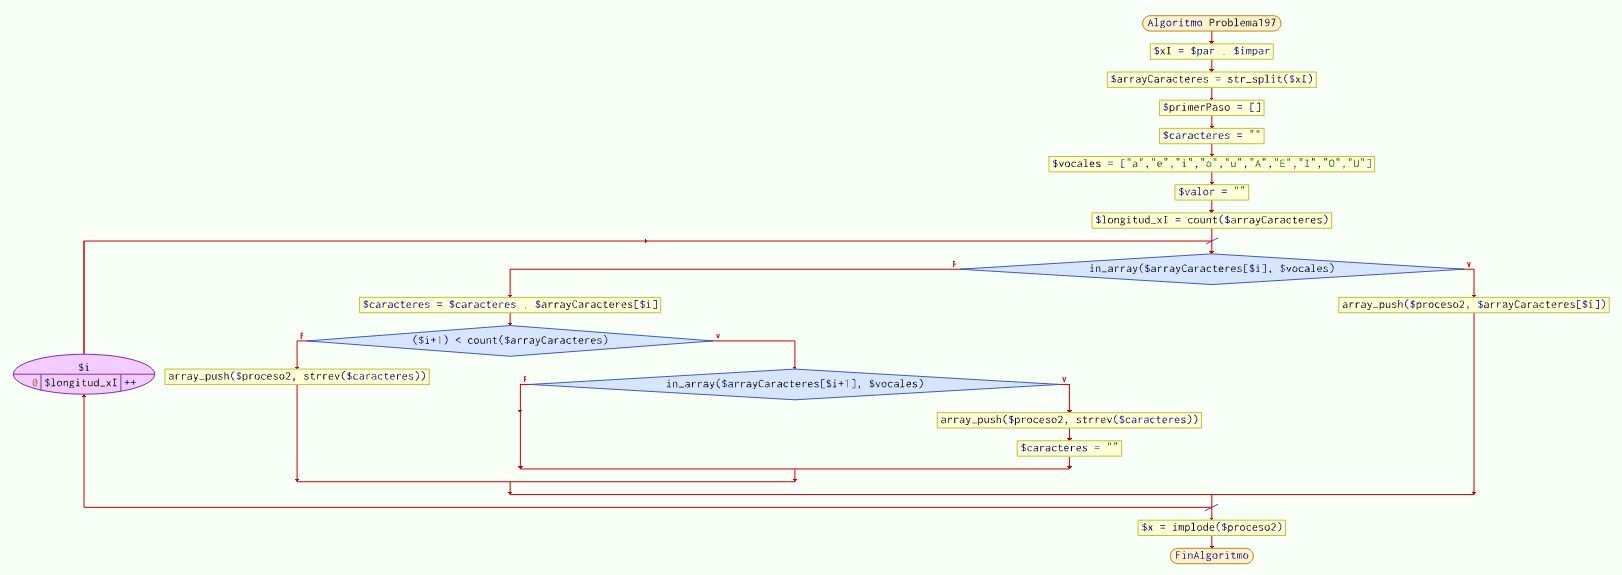 Algoritmo Problema197
$xI = $par . $impar
$arrayCaracteres = str_split($xI)
$primerPaso = []
$caracteres = ""
$vocales = ["a","e","i","o","u","A","E","I","O","U"]
$valor = ""
$longitud_xI = count($arrayCaracteres)
F
in_array($arrayCaracteres[$i], $vocales)
V
$caracteres = $caracteres . $arrayCaracteres[$i]
array_push($proceso2, $arrayCaracteres[$i])
F
($i+1) < count($arrayCaracteres)
V
$i
0 $longitud_xI ++
array_push($proceso2, strrev($caracteres))
F
in_array($arrayCaracteres[$i+1], $vocales)
V
array_push($proceso2, strrev($caracteres))
$caracteres = ""
$x = implode($proceso2)
FinAlgoritmo